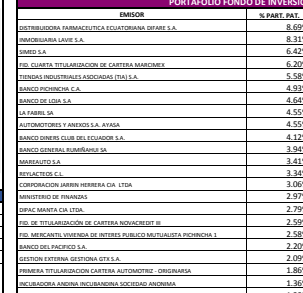 PORTAFOLIO FONDO DE INVERSI
EMISOR % PART. PAT.
DISTRIBUIDORA FARMACEUTICA ECUATORIANA DIFARE S.A. 8.69
INMOBILIARIA LAVIE S.A. 8.31
SIMED S.A 6.42
FID. CUARTA TITULARIZACION DE CARTERA MARCIMEX 6.20
TIENDAS INDUSTRIALES ASOCIADAS (TIA) S.A. 5.58
BANCO PICHINCHA C.A. 4.93
BANCO DE LOJA S.A 4.64
LA FABRIL SA 4.55
AUTOMOTORES Y ANEXOS S.A. AYASA 4.55
BANCO DINERS CLUB DEL ECUADOR S.A. 4.12
BANCO GENERAL RUMIÑAHUI SA 3.94
MAREAUTO S.A 3.41
REYLACTEOS C.L. 3.34
CORPORACION JARRIN HERRERA CIA LTDA 3.06
MINISTERIO DE FINANZAS 2.97
DIPAC MANTA CIA LTDA. 2.79
FID. DE TITULARIZACIÓN DE CARTERA NOVACREDIT III 2.59
FID. MERCANTIL VIVIENDA DE INTERES PUBLICO MUTUALISTA PICHINCHA 1 2.58
BANCO DEL PACIFICO S.A. 2.20
GESTION EXTERNA GESTIONA GTX S.A. 2.09
PRIMERA TITULARIZACION CARTERA AUTOMOTRIZ - ORIGINARSA 1.86
INCUBADORA ANDINA INCUBANDINA SOCIEDAD ANONIMA 1.36